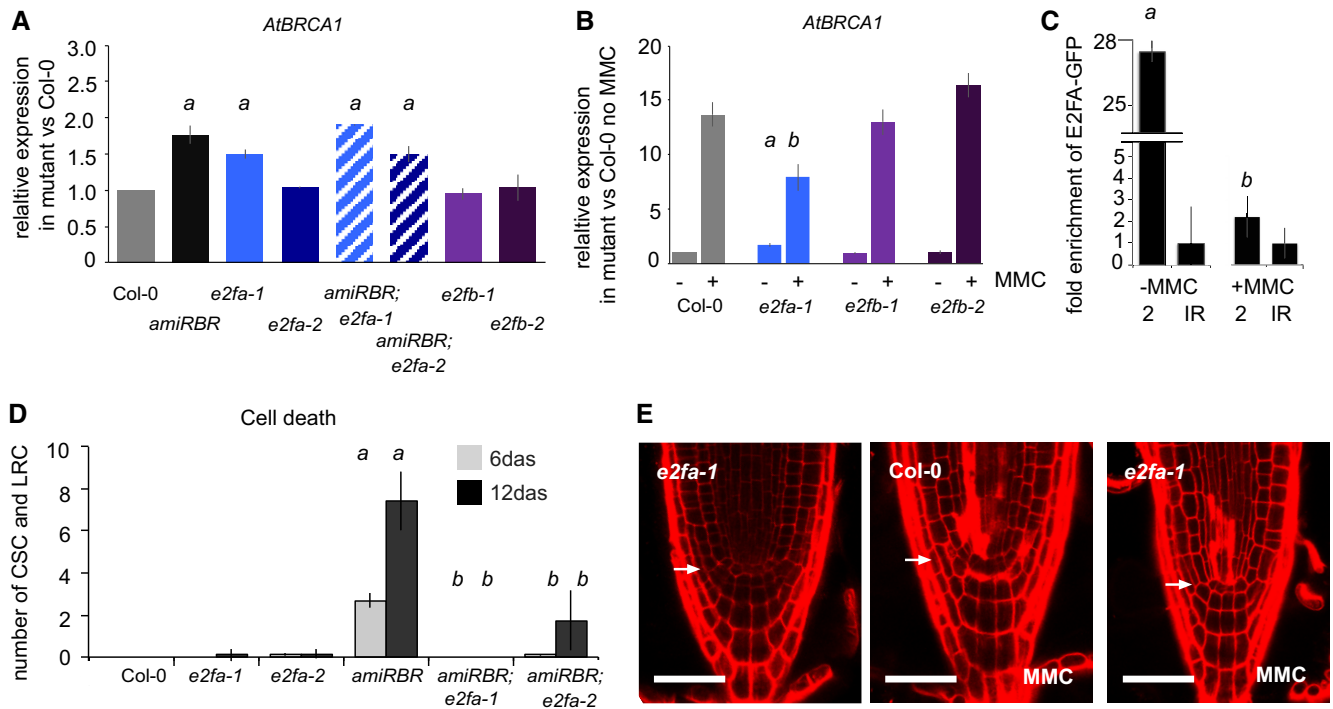 A
AtBRCA1
relaltive expression
in mutant vs Col-0
3.0
2.5
2.0
1.5
1.0
0.5
0
a
a
a
a
Col-0
amiRBR
e2fa-1
e2fa-2
amiRBR;
e2fa-1
amiRBR;
e2fa-2
e2fb-1
e2fb-2
B
AtBRCA1
relaltive expression
in mutant vs Col-0 no MMC
20
15
10
5
0
a
b
- + - + - + - + MMC
Col-0
e2fa-1
e2fb-1
e2fb-2
C
fold enrichment of E2FA-GFP
28
25
5
4
3
2
1
0
a
b
-MMC +MMC
2 IR 2 IR
D
Cell death
number of CSC and LRC
10
8
6
4
2
0
6das
12das
a a
b b
b b
Col-0
e2fa-1
e2fa-2
amiRBR
amiRBR;
e2fa-1
amiRBR;
e2fa-2
E
e2fa-1
Col-0
MMC
e2fa-1
MMC